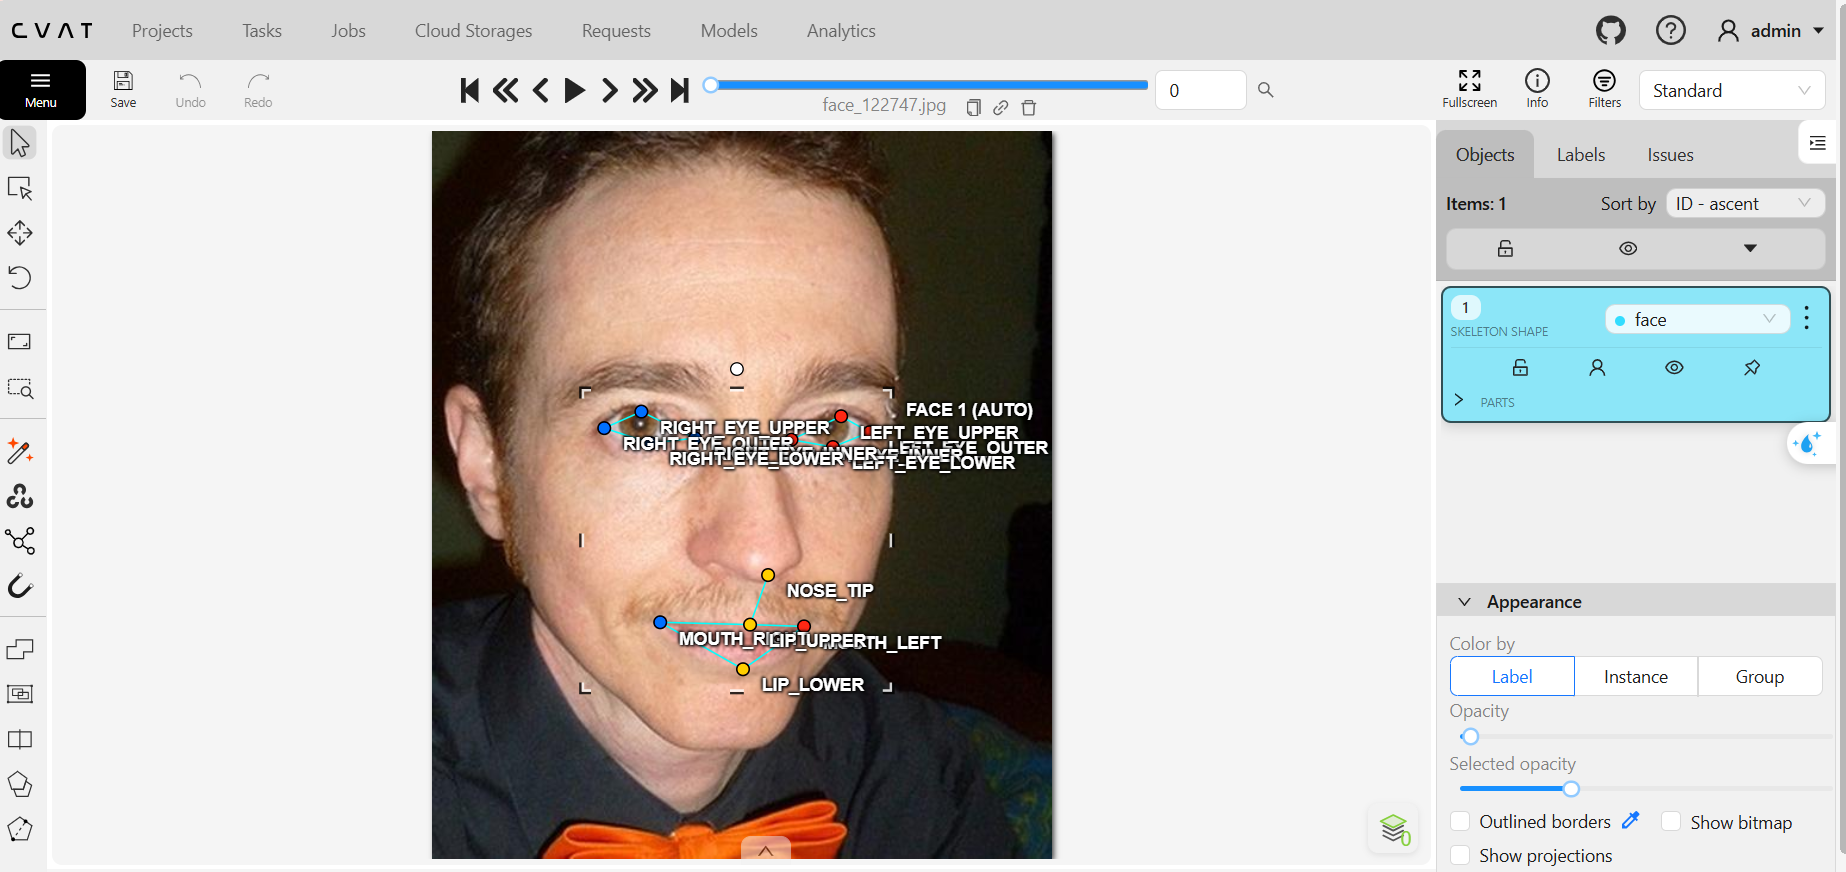 CVAT Projects Tasks Jobs Cloud Storages Requests Models Analytics admin
Menu Save Undo Redo
face_122747.jpg
0
Fullscreen Info Filters Standard
Objects Labels Issues
Items: 1 Sort by ID - ascent
1 face
SKELETON SHAPE
PARTS
FACE 1 (AUTO)
RIGHT_EYE_UPPER LEFT_EYE_UPPER
RIGHT_EYE_OUTER LEFT_EYE_OUTER
RIGHT_EYE_LOWER LEFT_EYE_LOWER
NOSE_TIP
LIP_UPPER MOUTH_LEFT
LIP_LOWER
Appearance
Color by
Label Instance Group
Opacity
Selected opacity
Outlined borders Show bitmap
Show projections
0